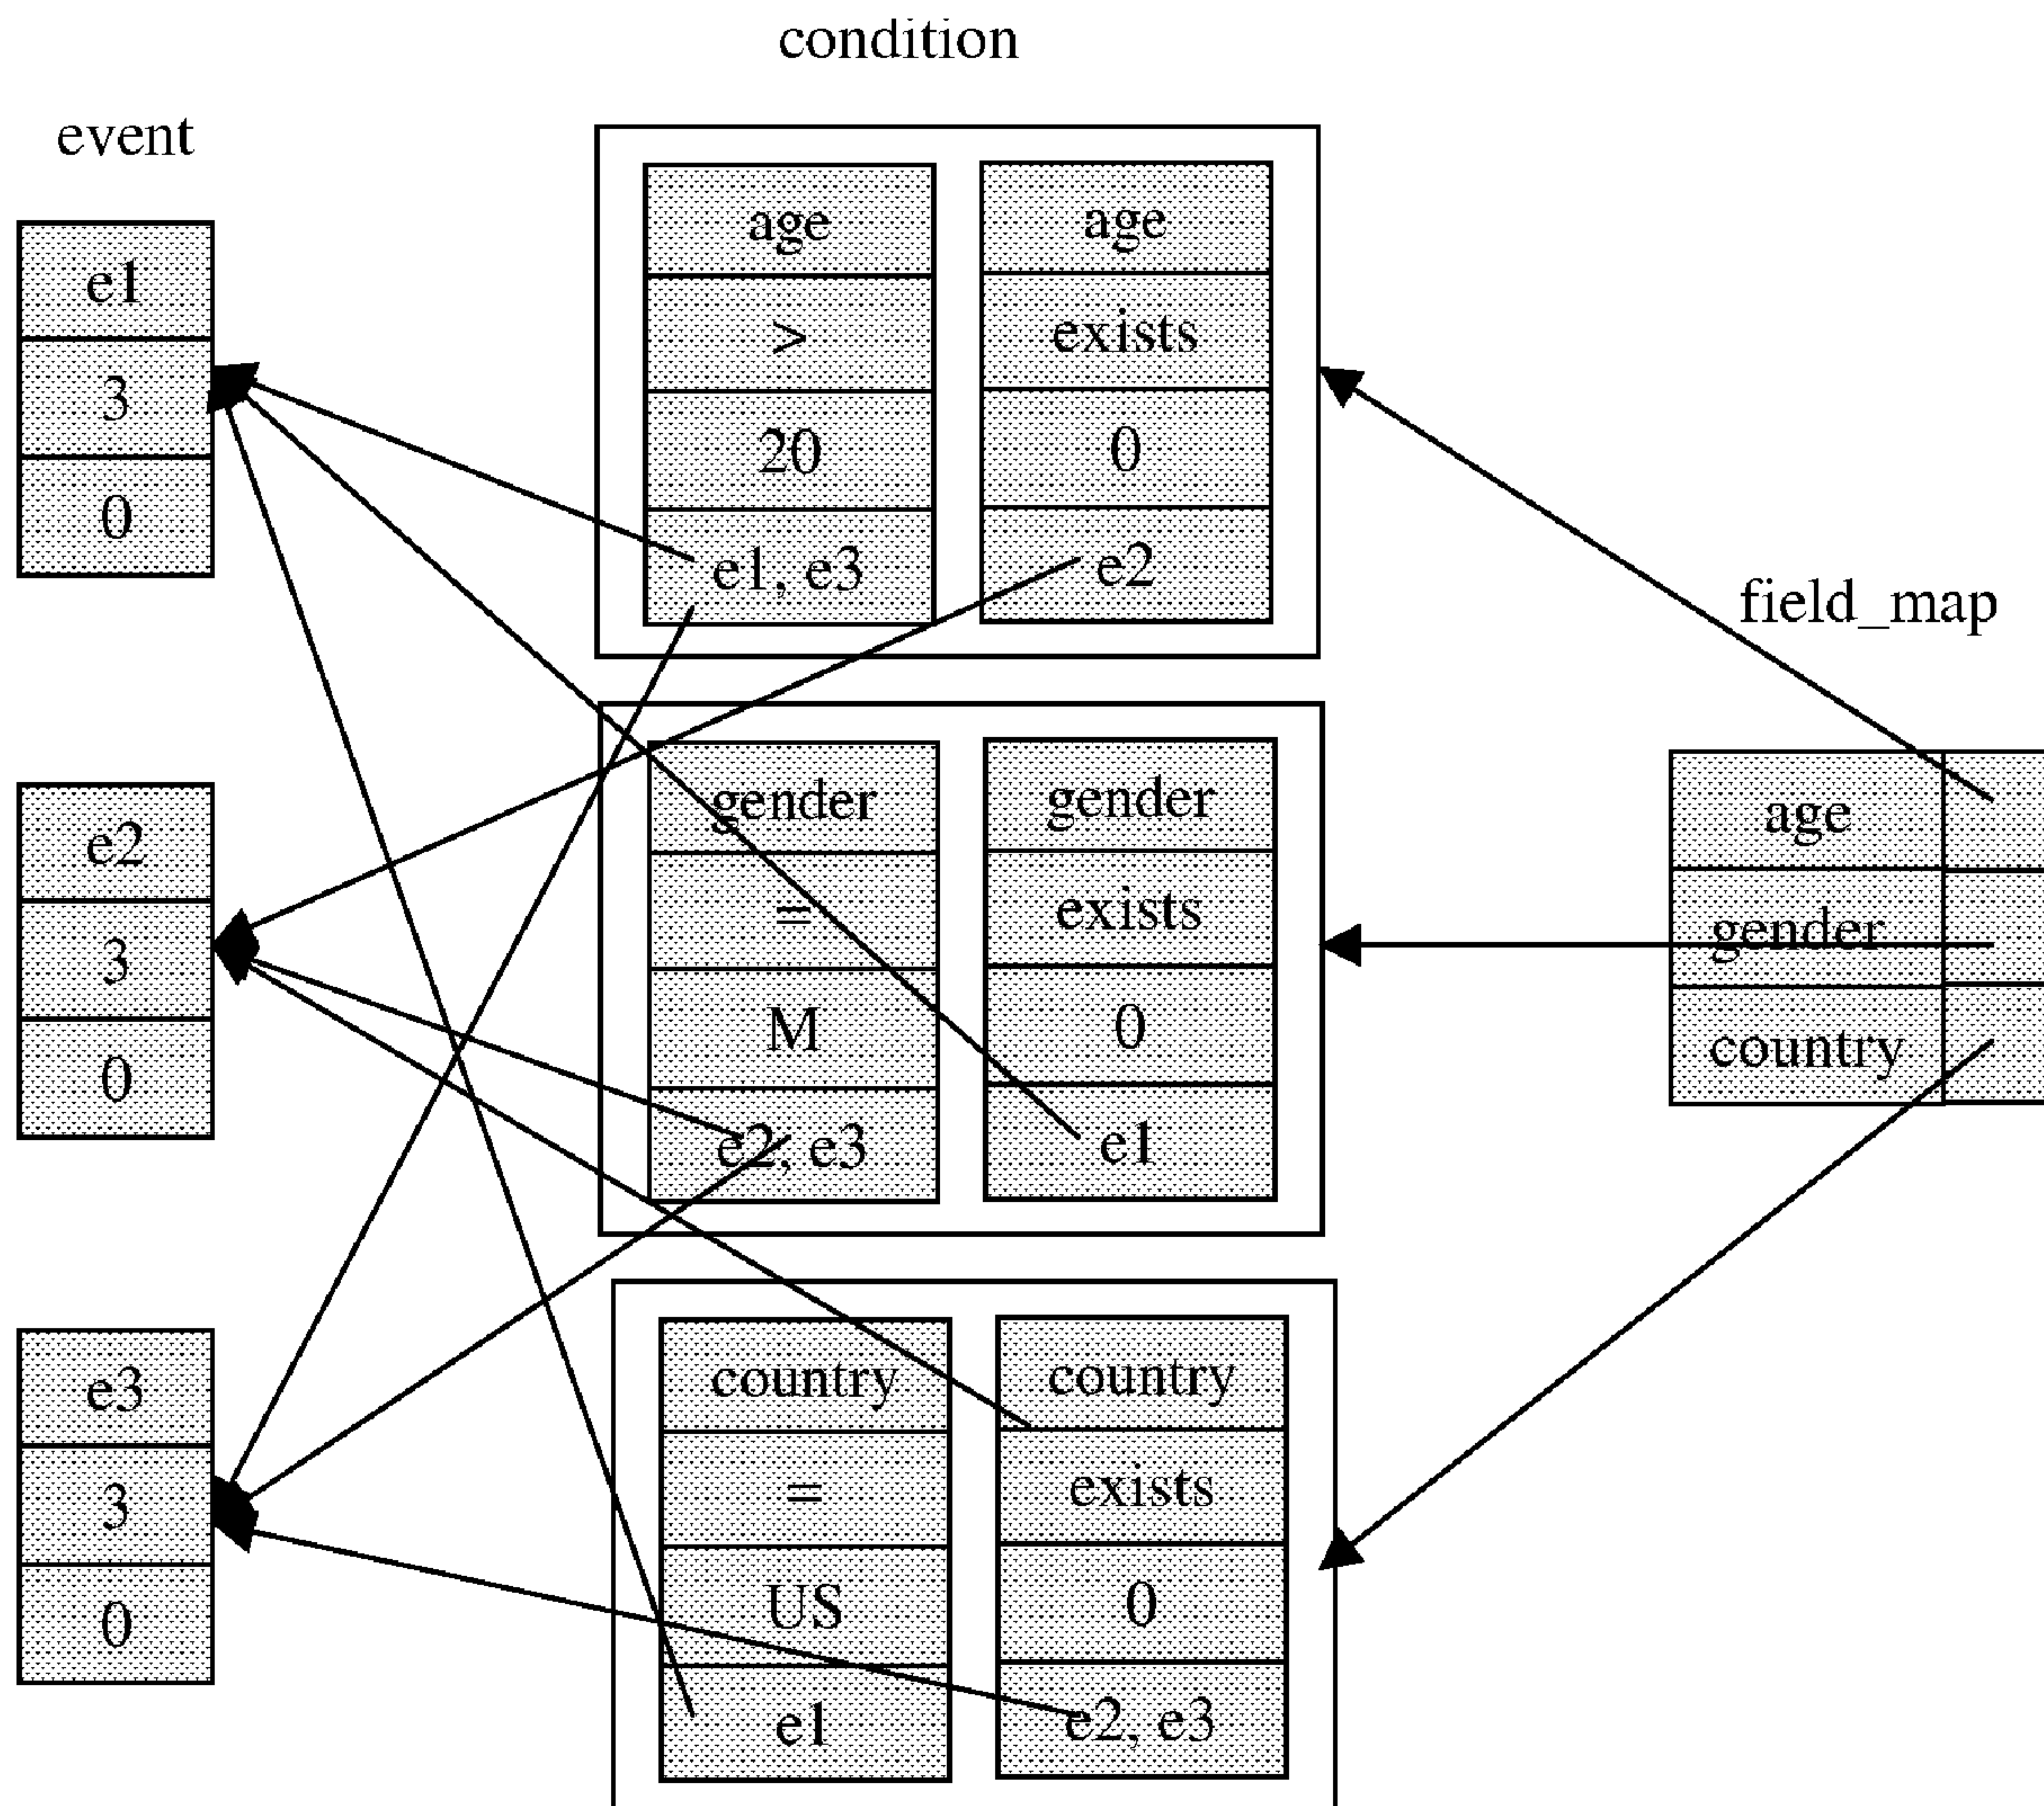 condition
event
e1
3
0
age
>
20
e1, e3
age
exists
0
e2
field_map
e2
3
0
gender
=
M
e2, e3
gender
exists
0
e1
age
gender
country
e3
3
0
country
=
US
e1
country
exists
0
e2, e3